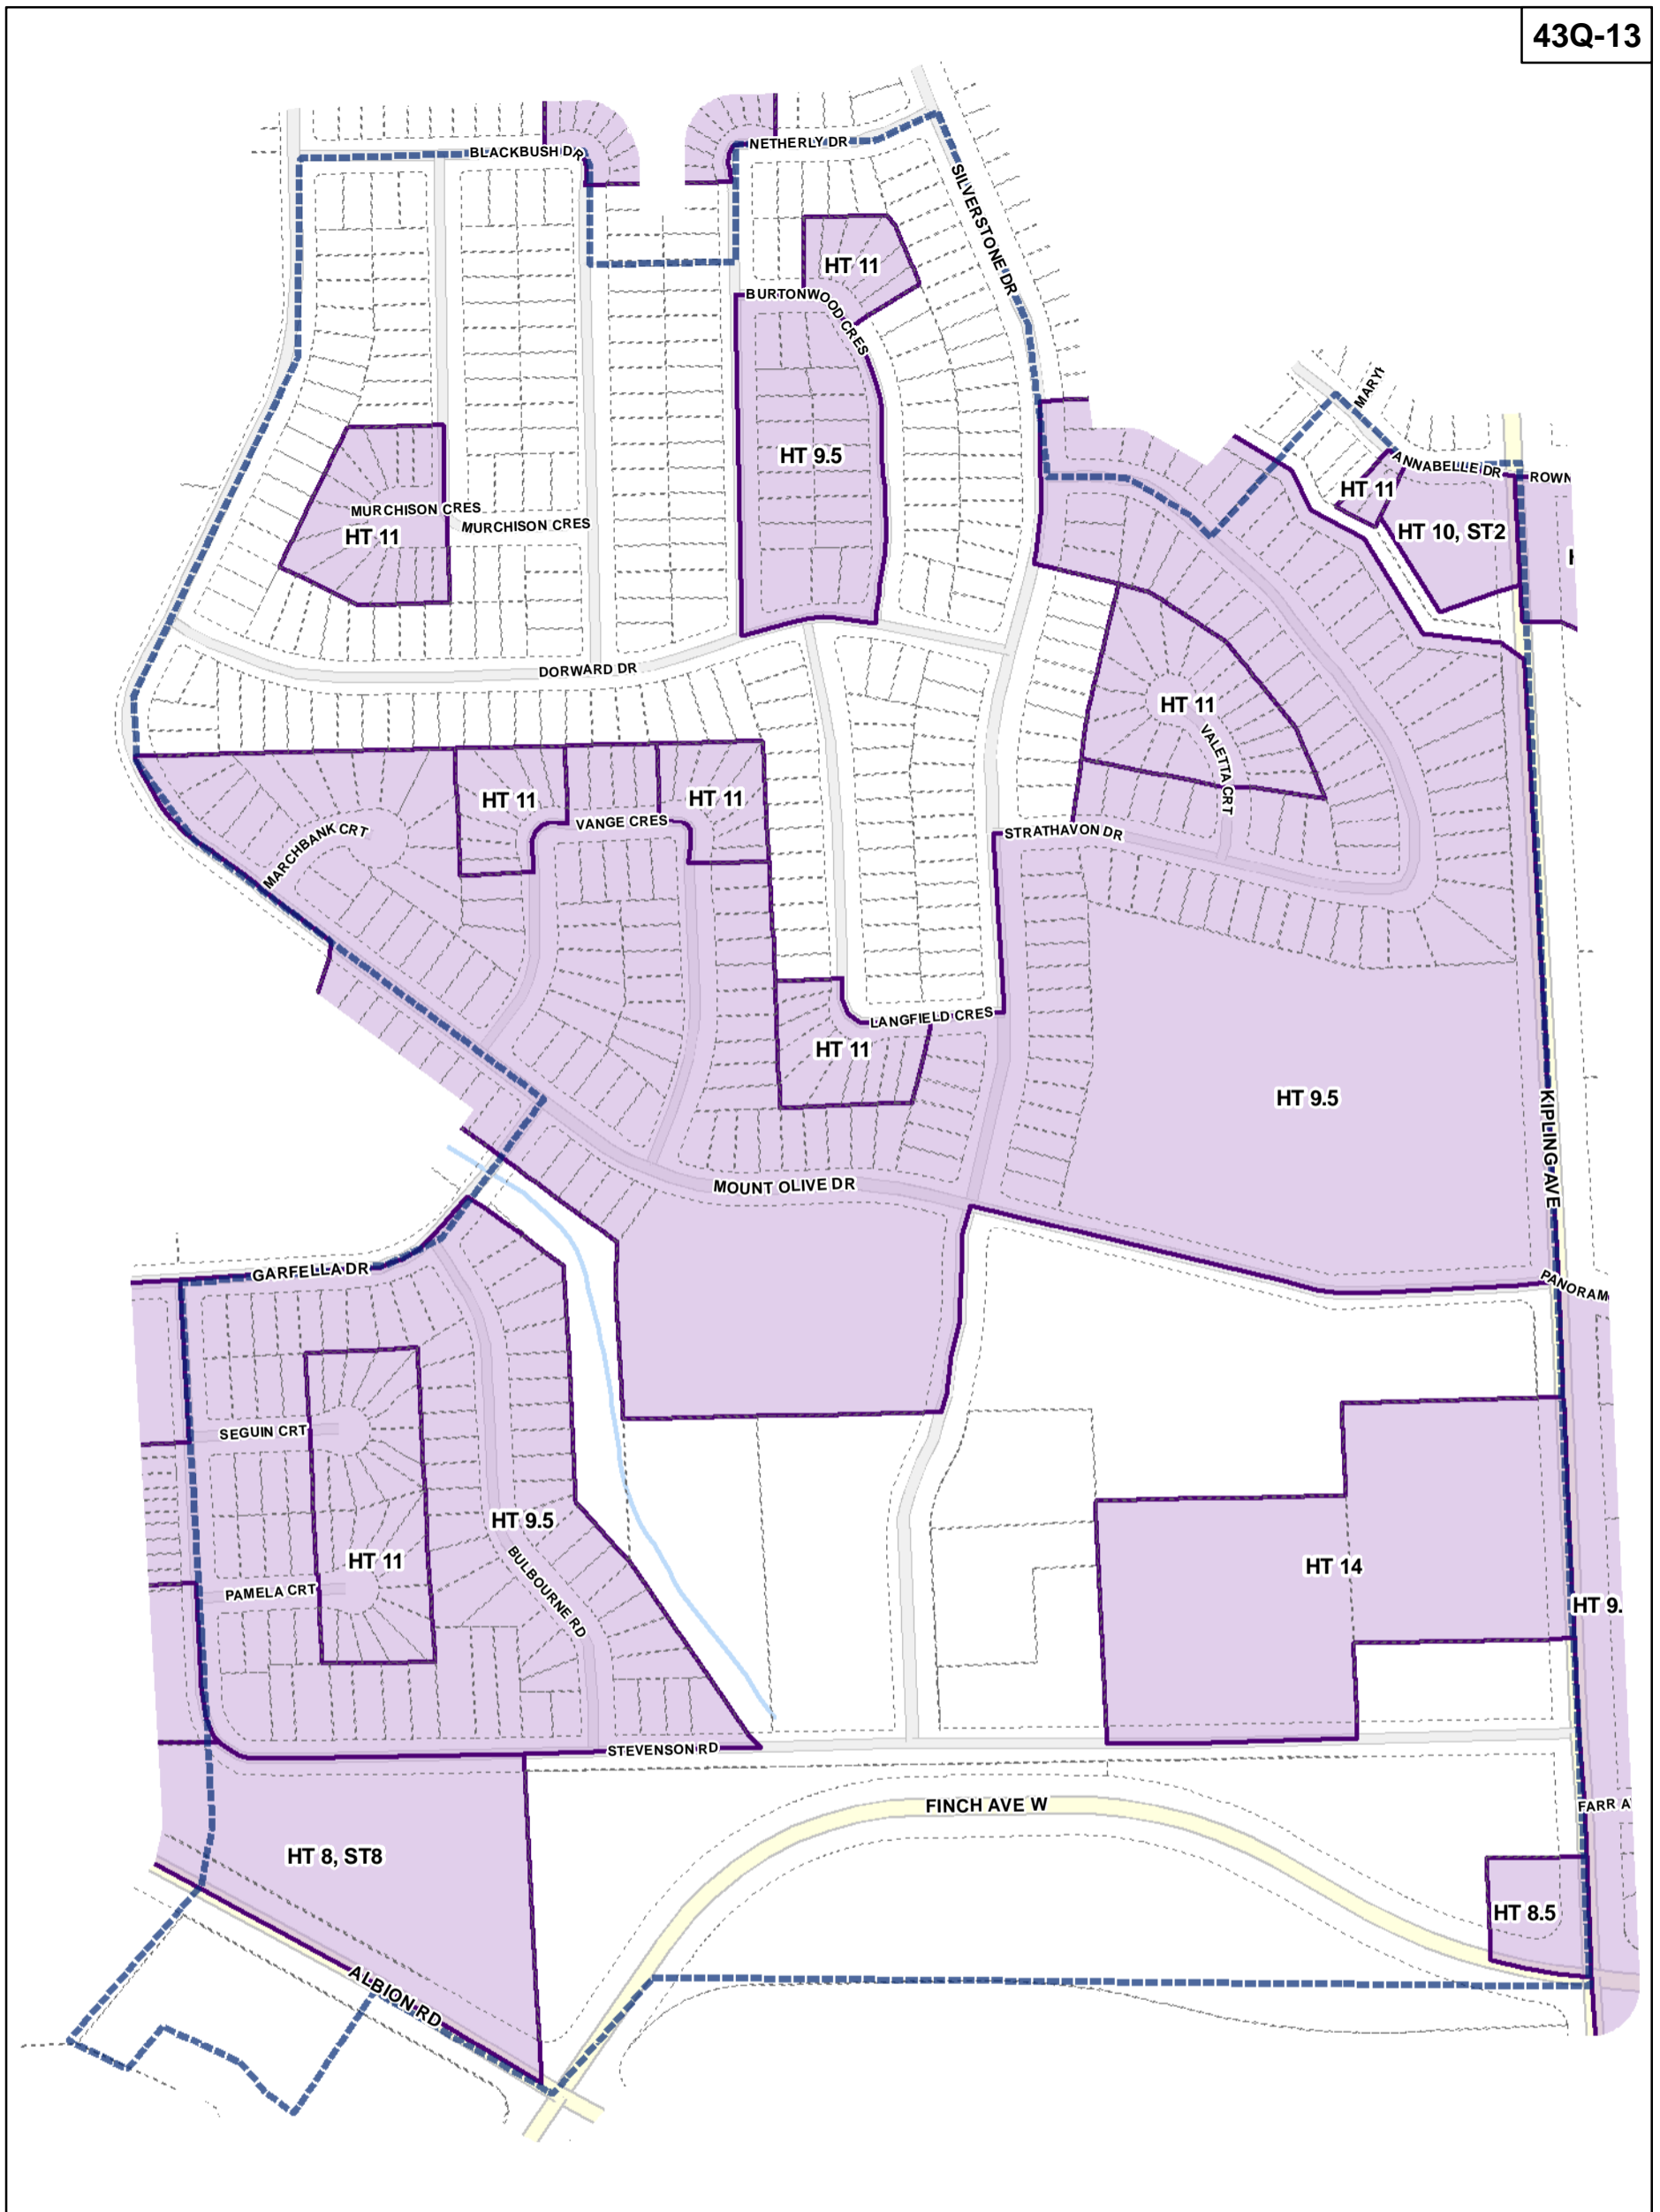 43Q-13
BLACKBUSH DR
NETHERLY DR
SILVERSTONE DR
HT 11
BURTONWOOD CRES
MARYH
ANNABELLE DR
ROWN
HT 11
HT 9.5
HT 10, ST2
H
MURCHISON CRES
MURCHISON CRES
HT 11
DORWARD DR
HT 11
VALETTA CRT
HT 11
HT 11
VANGE CRES
MARCHBANK CRT
STRATHAVON DR
LANGFIELD CRES
HT 11
HT 9.5
KIPLING AVE
MOUNT OLIVE DR
GARFELLA DR
PANORAM
SEGUIN CRT
HT 9.5
HT 11
HT 14
BULBOURNE RD
PAMELA CRT
HT 9.
STEVENSON RD
FINCH AVE W
FARR A
HT 8, ST8
HT 8.5
ALBION RD